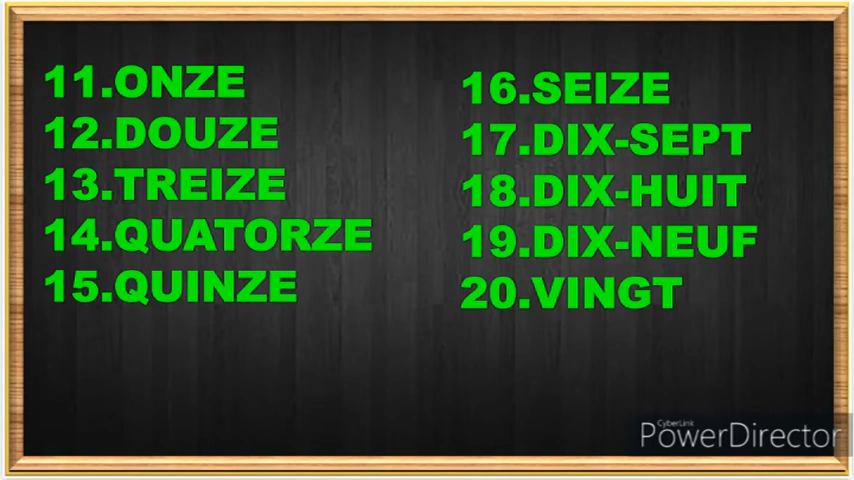 11.ONZE
12.DOUZE
13.TREIZE
14.QUATORZE
15.QUINZE
16.SEIZE
17.DIX-SEPT
18.DIX-HUIT
19.DIX-NEUF
20.VINGT
CyberLink
PowerDirector